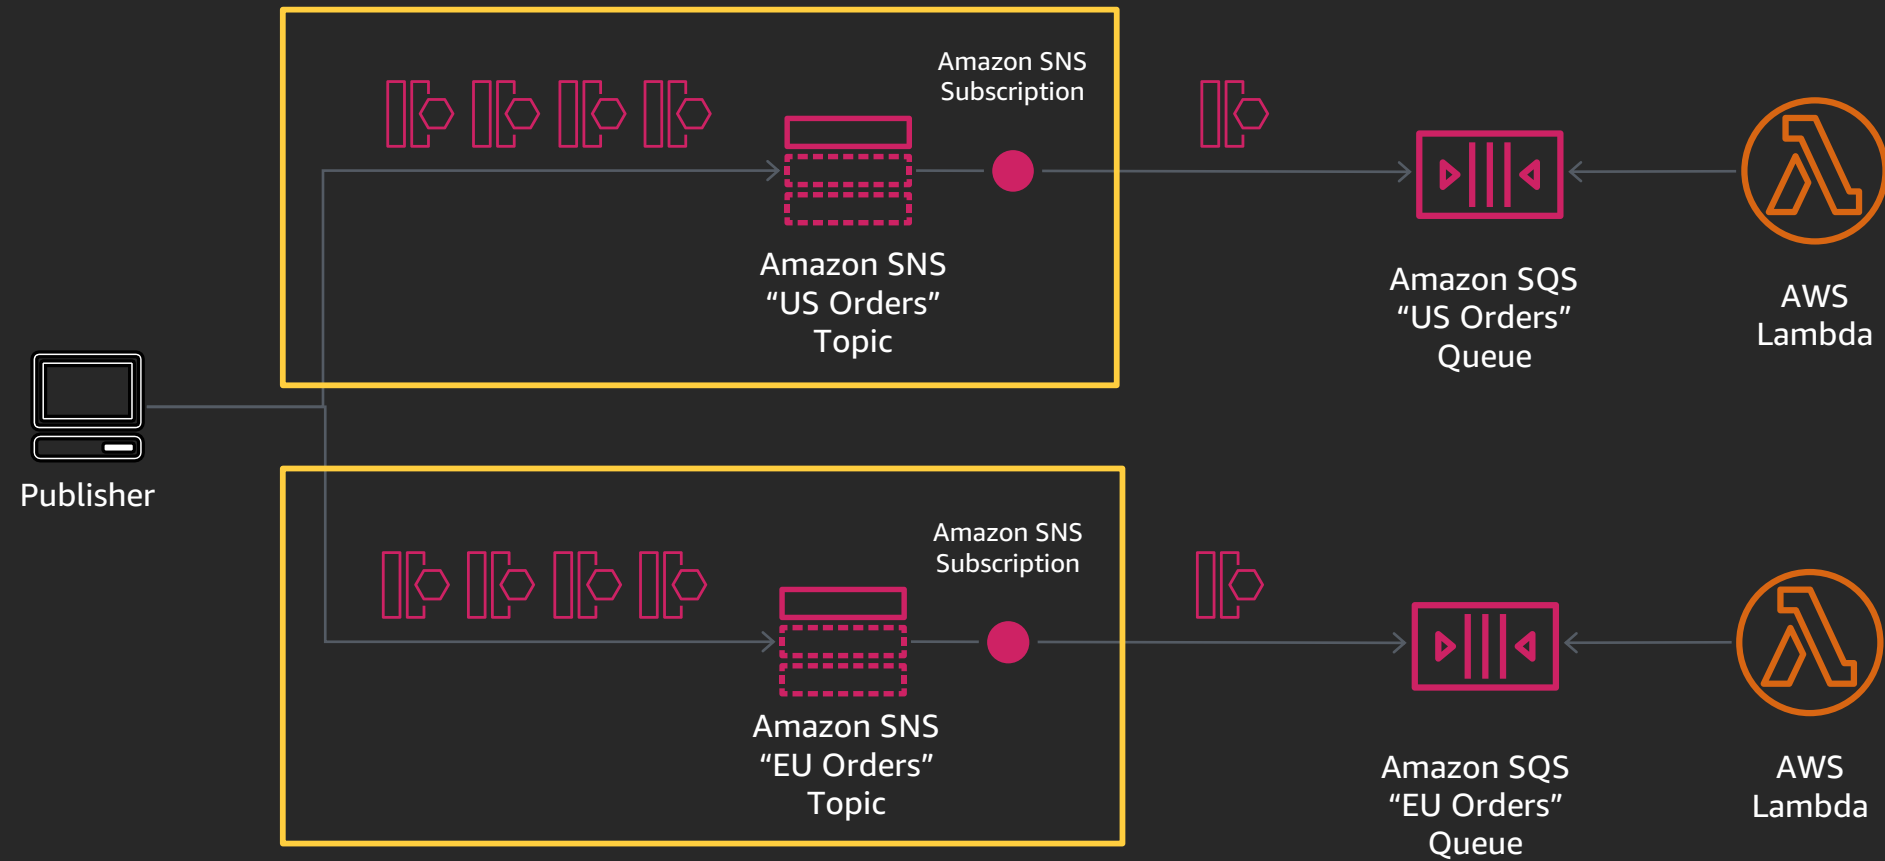 Amazon SNS
Subscription
Amazon SNS
“US Orders”
Topic
Amazon SQS
“US Orders”
Queue
AWS
Lambda
Publisher
Amazon SNS
Subscription
Amazon SNS
“EU Orders”
Topic
Amazon SQS
“EU Orders”
Queue
AWS
Lambda